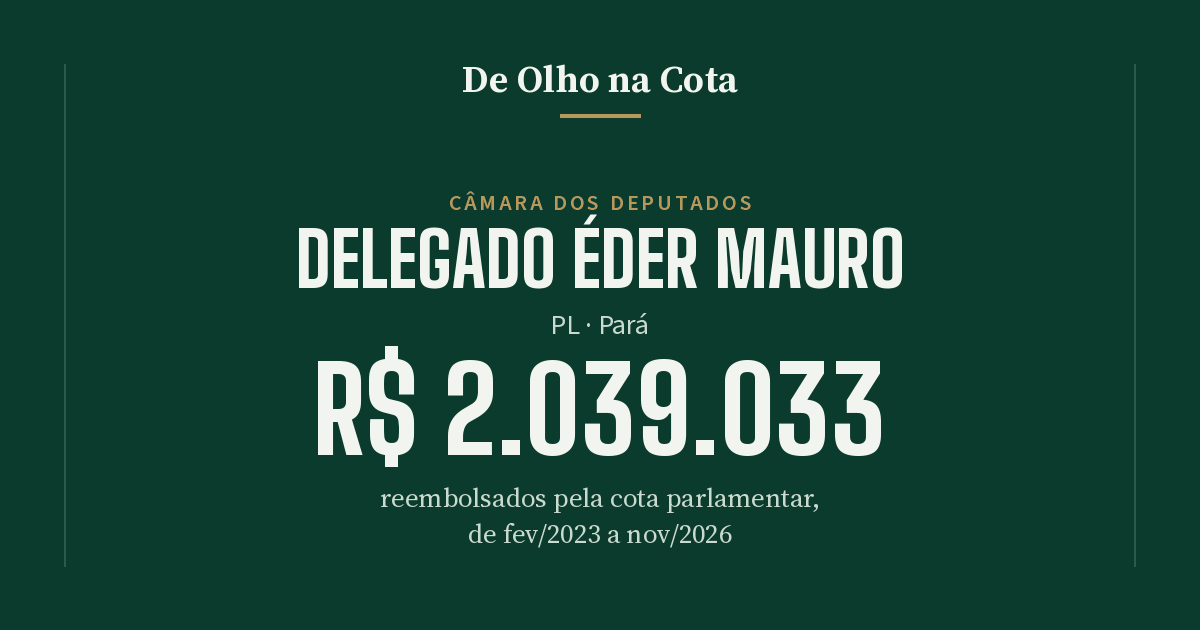 De Olho na Cota
CÂMARA DOS DEPUTADOS
DELEGADO ÉDER MAURO
PL · Pará
R$ 2.039.033
reembolsados pela cota parlamentar,
de fev/2023 a nov/2026